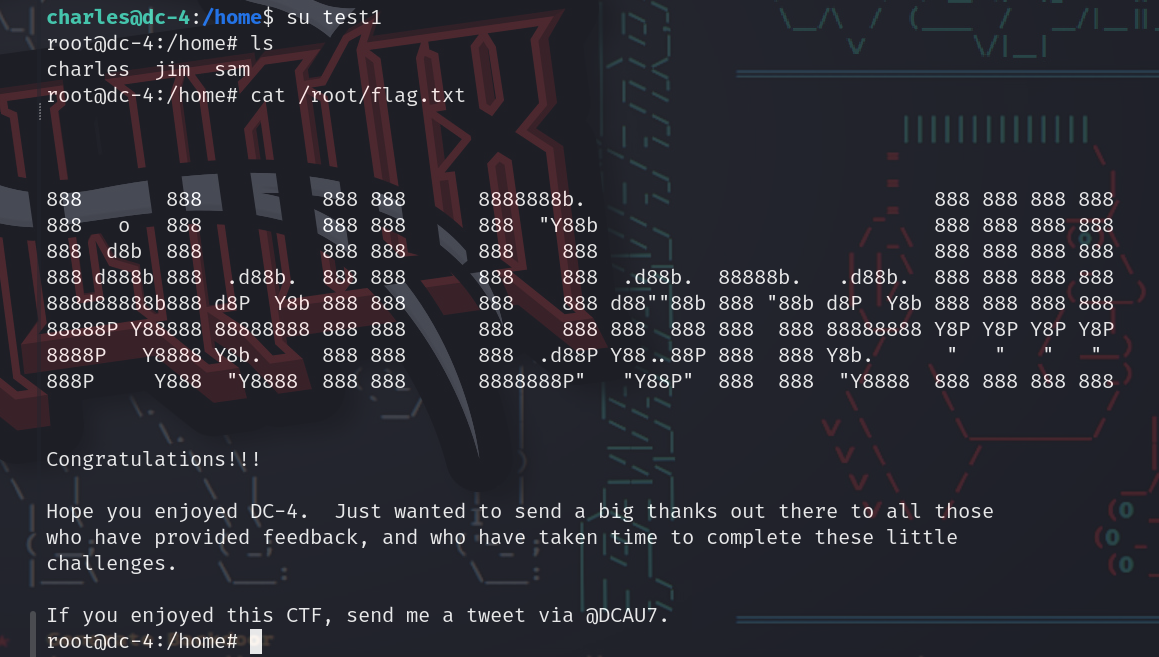 charles@dc-4:/home$ su test1
root@dc-4:/home# ls
charles  jim  sam
root@dc-4:/home# cat /root/flag.txt
888       888          888 888      8888888b.                             888 888 888 888
888   o   888          888 888      888   "Y88b                           888 888 888 888
888  d8b  888          888 888      888    888                            888 888 888 888
888 d888b 888  .d88b.  888 888      888    888  .d88b.  88888b.   .d88b.  888 888 888 888
888d88888b888 d8P  Y8b 888 888      888    888 d88""88b 888 "88b d8P  Y8b 888 888 888 888
88888P Y88888 88888888 888 888      888    888 888  888 888  888 88888888 Y8P Y8P Y8P Y8P
8888P   Y8888 Y8b.     888 888      888  .d88P Y88..88P 888  888 Y8b.      "   "   "   "
888P     Y888  "Y8888  888 888      8888888P"   "Y88P"  888  888  "Y8888  888 888 888 888
Congratulations!!!
Hope you enjoyed DC-4.  Just wanted to send a big thanks out there to all those
who have provided feedback, and who have taken time to complete these little
challenges.
If you enjoyed this CTF, send me a tweet via @DCAU7.
root@dc-4:/home#